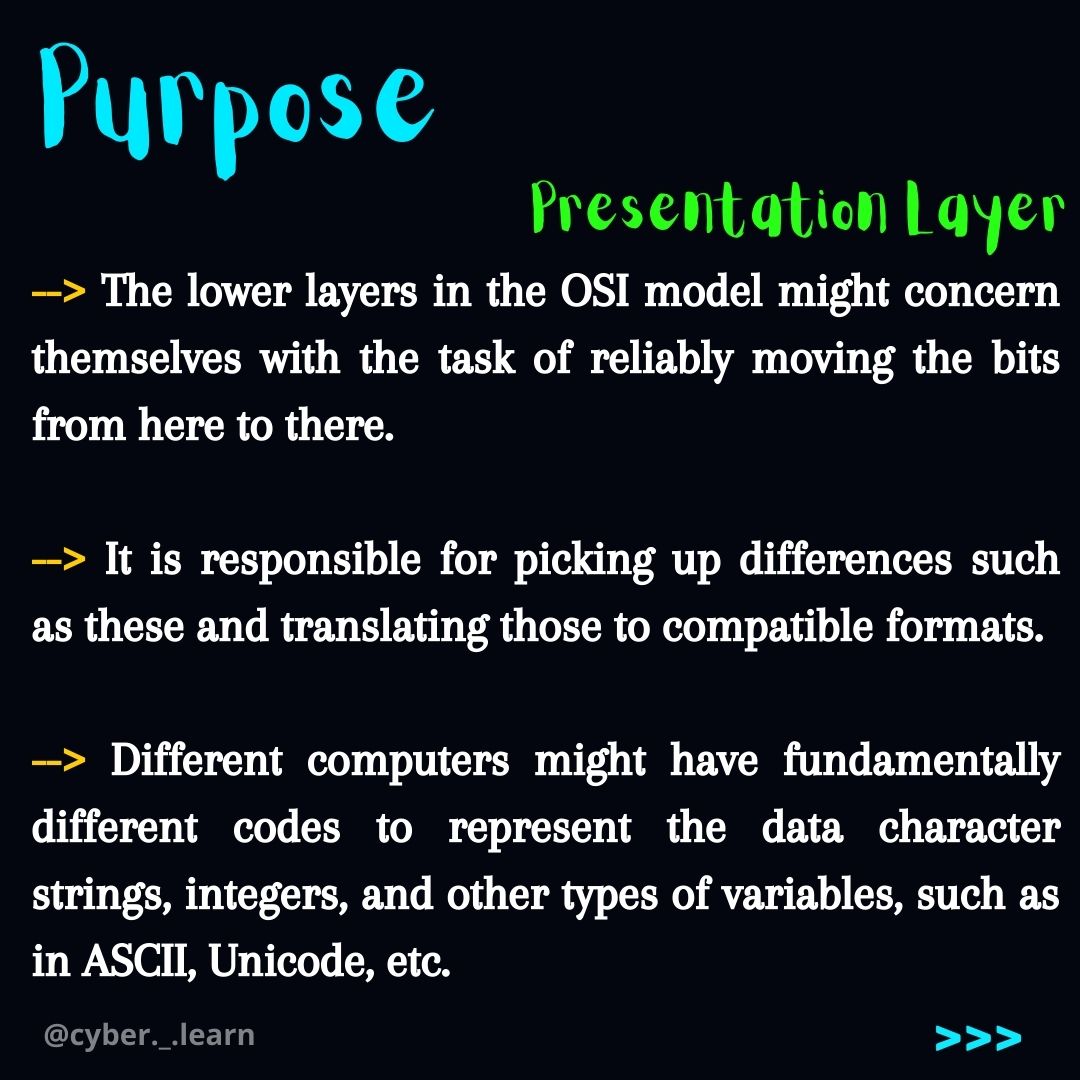 Purpose
Presentation Layer
--> The lower layers in the OSI model might concern
themselves with the task of reliably moving the bits
from here to there.
--> It is responsible for picking up differences such
as these and translating those to compatible formats.
--> Different computers might have fundamentally
different codes to represent the data character
strings, integers, and other types of variables, such as
in ASCII, Unicode, etc.
@cyber._.learn
>>>